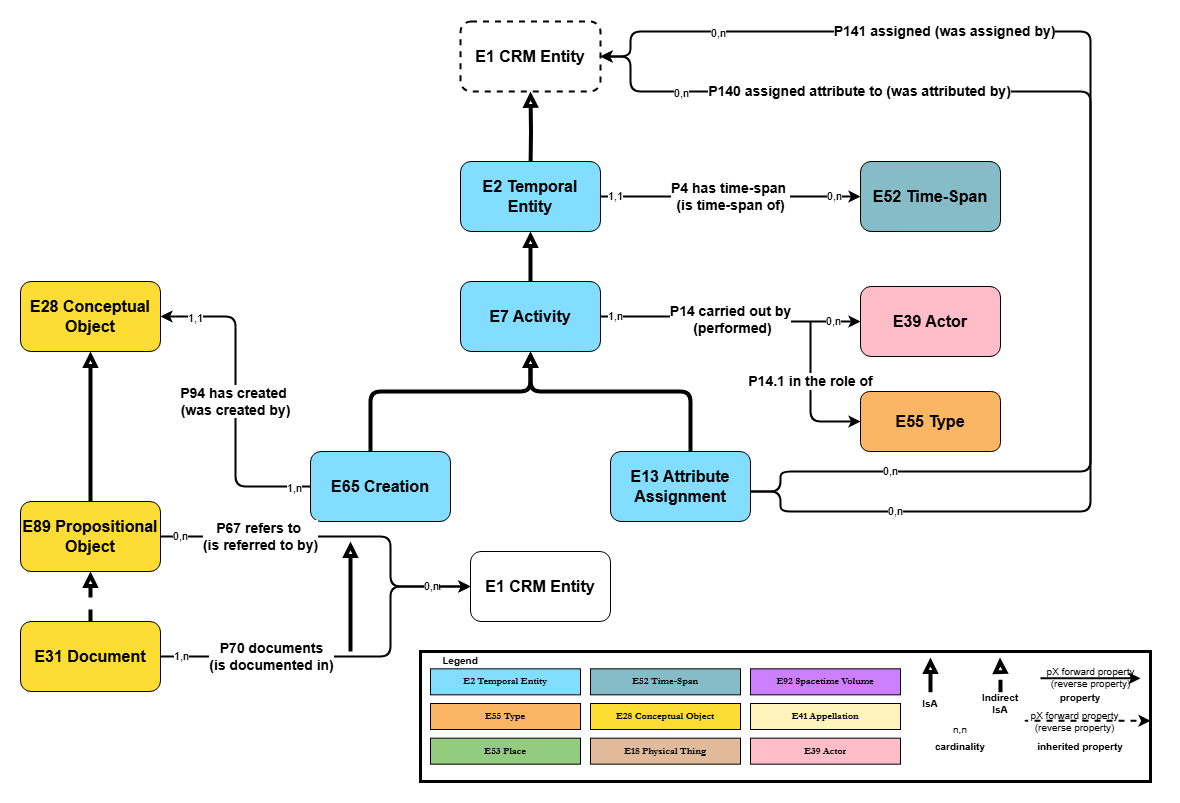 E1 CRM Entity
0,n
P141 assigned (was assigned by)
0,n
P140 assigned attribute to (was attributed by)
E2 Temporal
Entity
1,1
P4 has time-span
(is time-span of)
0,n
E52 Time-Span
E28 Conceptual
Object
1,1
E7 Activity
1,n
P14 carried out by
(performed)
0,n
E39 Actor
P94 has created
(was created by)
P14.1 in the role of
E55 Type
1,n
E65 Creation
E13 Attribute
Assignment
0,n
0,n
E89 Propositional
Object
0,n
P67 refers to
(is referred to by)
0,n
E1 CRM Entity
E31 Document
1,n
P70 documents
(is documented in)
Legend
E2 Temporal Entity
E52 Time-Span
E92 Spacetime Volume
E55 Type
E28 Conceptual Object
E41 Appellation
E53 Place
E18 Physical Thing
E39 Actor
IsA
Indirect
IsA
pX forward property
(reverse property)
property
n,n
cardinality
pX forward property
(reverse property)
inherited property